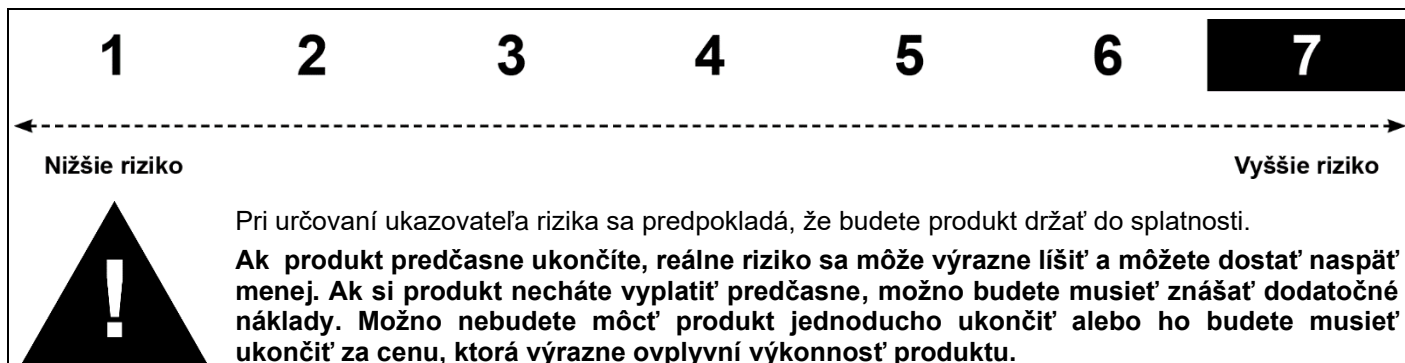 1 2 3 4 5 6 7
Nižšie riziko Vyššie riziko
!
Pri určovaní ukazovateľa rizika sa predpokladá, že budete produkt držať do splatnosti.
Ak produkt predčasne ukončíte, reálne riziko sa môže výrazne líšiť a môžete dostať naspäť
menej. Ak si produkt necháte vyplatiť predčasne, možno budete musieť znášať dodatočné
náklady. Možno nebudete môcť produkt jednoducho ukončiť alebo ho budete musieť
ukončiť za cenu, ktorá výrazne ovplyvní výkonnosť produktu.